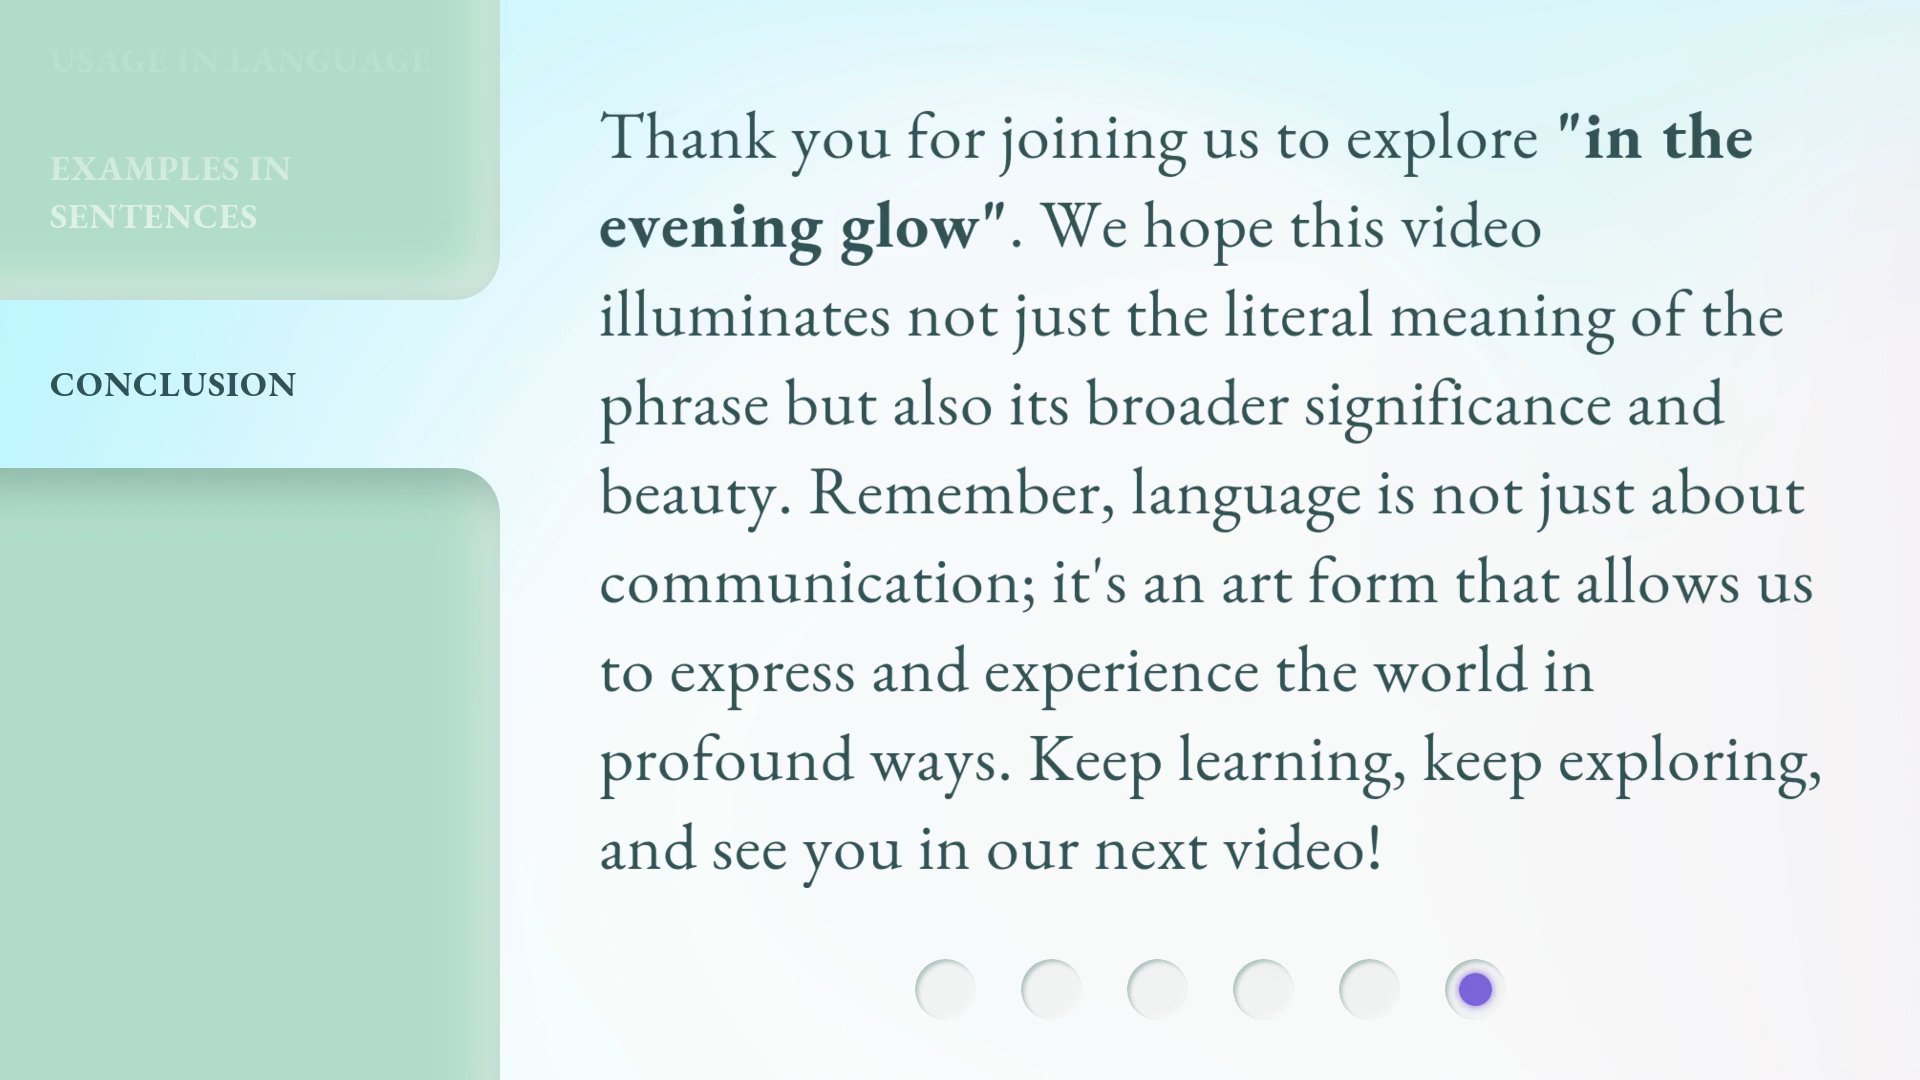 USAGE IN LANGUAGE
EXAMPLES IN
SENTENCES
CONCLUSION
Thank you for joining us to explore "in the
evening glow". We hope this video
illuminates not just the literal meaning of the
phrase but also its broader significance and
beauty. Remember, language is not just about
communication; it's an art form that allows us
to express and experience the world in
profound ways. Keep learning, keep exploring,
and see you in our next video!